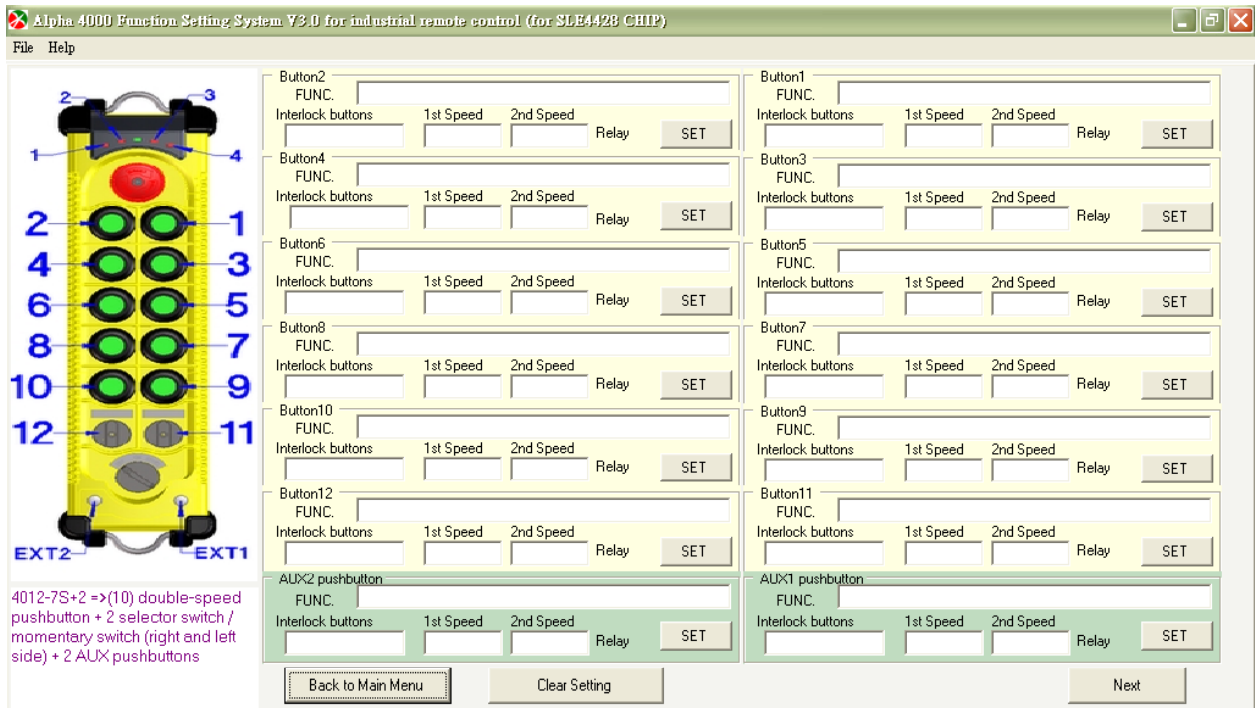 Alpha 4000 Function Setting System V3.0 for industrial remote control (for SLE4428 CHIP)
File Help
2 3
1 4
2 1
4 3
6 5
8 7
10 9
12 11
EXT2 EXT1
4012-7S+2 =>(10) double-speed
pushbutton + 2 selector switch /
momentary switch (right and left
side) + 2 AUX pushbuttons
Button2
FUNC.
Interlock buttons 1st Speed 2nd Speed
Relay SET
Button1
FUNC.
Interlock buttons 1st Speed 2nd Speed
Relay SET
Button4
FUNC.
Interlock buttons 1st Speed 2nd Speed
Relay SET
Button3
FUNC.
Interlock buttons 1st Speed 2nd Speed
Relay SET
Button6
FUNC.
Interlock buttons 1st Speed 2nd Speed
Relay SET
Button5
FUNC.
Interlock buttons 1st Speed 2nd Speed
Relay SET
Button8
FUNC.
Interlock buttons 1st Speed 2nd Speed
Relay SET
Button7
FUNC.
Interlock buttons 1st Speed 2nd Speed
Relay SET
Button10
FUNC.
Interlock buttons 1st Speed 2nd Speed
Relay SET
Button9
FUNC.
Interlock buttons 1st Speed 2nd Speed
Relay SET
Button12
FUNC.
Interlock buttons 1st Speed 2nd Speed
Relay SET
Button11
FUNC.
Interlock buttons 1st Speed 2nd Speed
Relay SET
AUX2 pushbutton
FUNC.
Interlock buttons 1st Speed 2nd Speed
Relay SET
AUX1 pushbutton
FUNC.
Interlock buttons 1st Speed 2nd Speed
Relay SET
Back to Main Menu Clear Setting Next